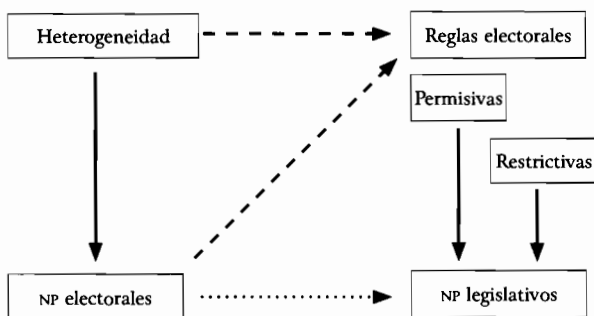 Heterogeneidad
Reglas electorales
Permisivas
Restrictivas
NP electorales
NP legislativos